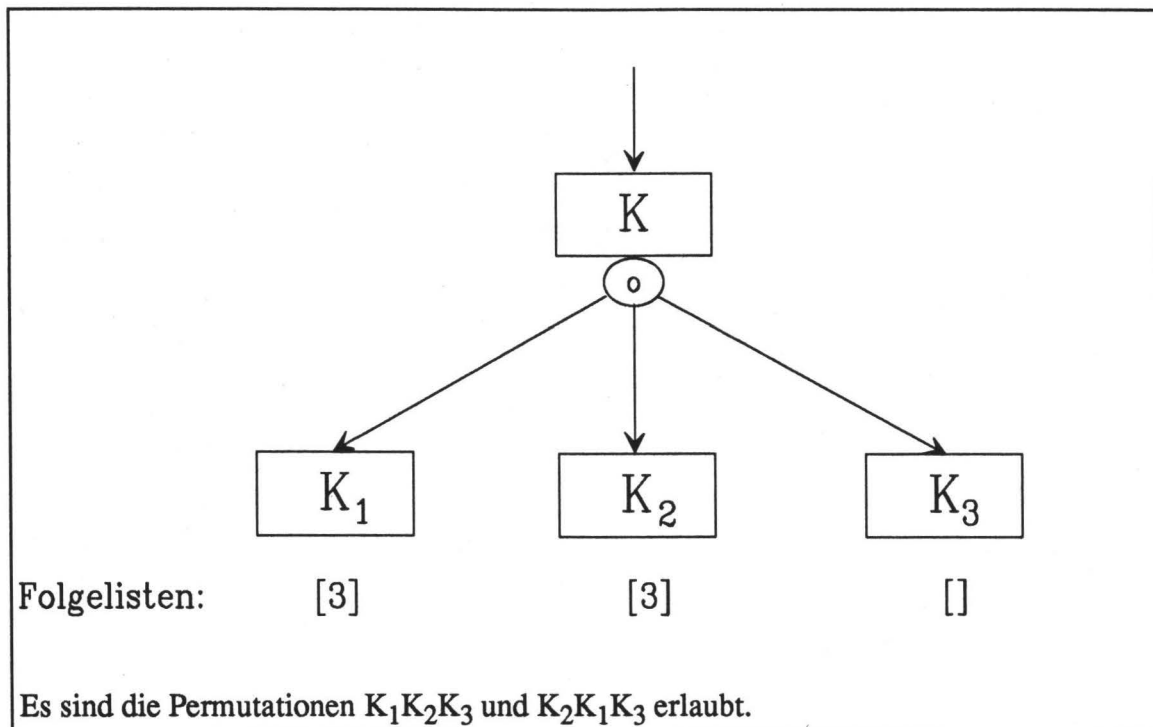 K
o
K₁ K₂ K₃
Folgelisten: [3] [3] []
Es sind die Permutationen K₁K₂K₃ und K₂K₁K₃ erlaubt.